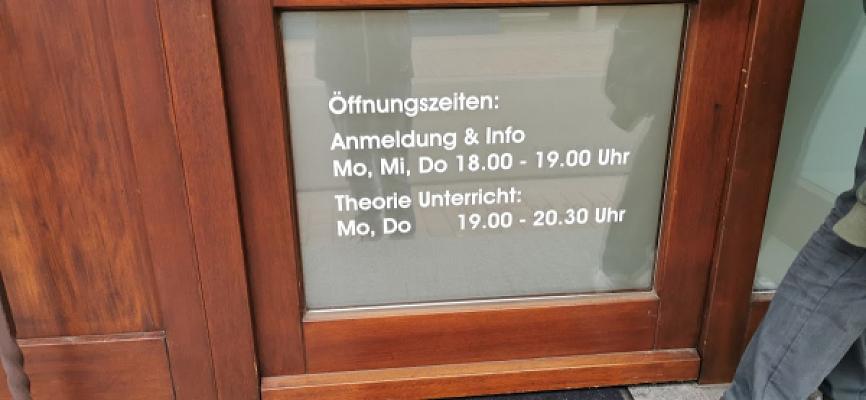 Öffnungszeiten:
Anmeldung & Info
Mo, Mi, Do 18.00 - 19.00 Uhr
Theorie Unterricht:
Mo, Do 19.00 - 20.30 Uhr